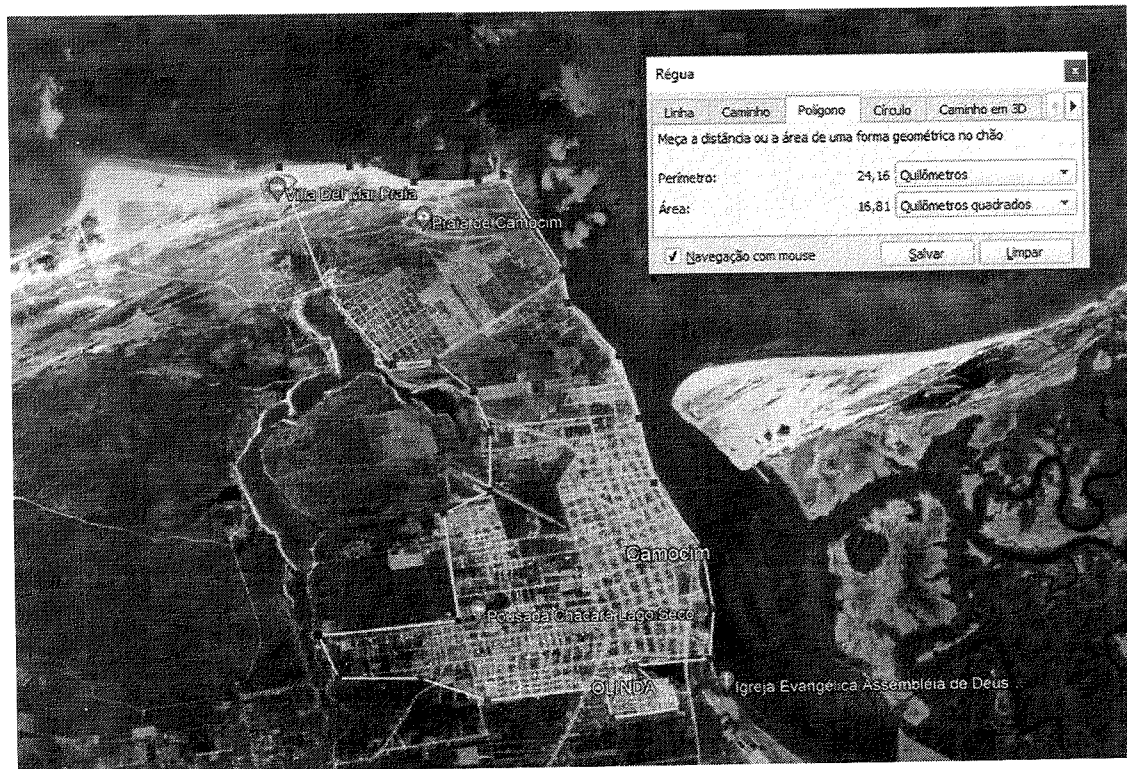 Régua
Linha Caminho Polígono Círculo Caminho em 3D
Meça a distância ou a área de uma forma geométrica no chão
Perímetro: 24,16 Quilômetros
Área: 16,81 Quilômetros quadrados
Navegação com mouse Salvar Limpar
Villa Del Mar Praia
Praia de Camocim
Camocim
Pousada Chacara Lago Seco
OLINDA
Igreja Evangélica Assembléia de Deus ...